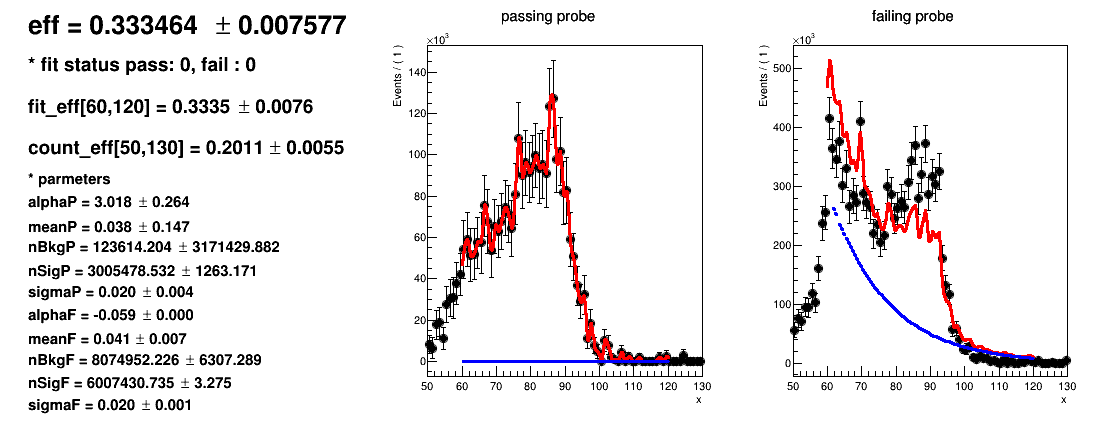 eff = 0.333464 ± 0.007577
* fit status pass: 0, fail : 0
fit_eff[60,120] = 0.3335 ± 0.0076
count_eff[50,130] = 0.2011 ± 0.0055
* parmeters
alphaP = 3.018 ± 0.264
meanP = 0.038 ± 0.147
nBkgP = 123614.204 ± 3171429.882
nSigP = 3005478.532 ± 1263.171
sigmaP = 0.020 ± 0.004
alphaF = -0.059 ± 0.000
meanF = 0.041 ± 0.007
nBkgF = 8074952.226 ± 6307.289
nSigF = 6007430.735 ± 3.275
sigmaF = 0.020 ± 0.001
passing probe
×10³
Events / ( 1 )
140
120
100
80
60
40
20
0
50 60 70 80 90 100 110 120 130
x
failing probe
×10³
Events / ( 1 )
500
400
300
200
100
0
50 60 70 80 90 100 110 120 130
x